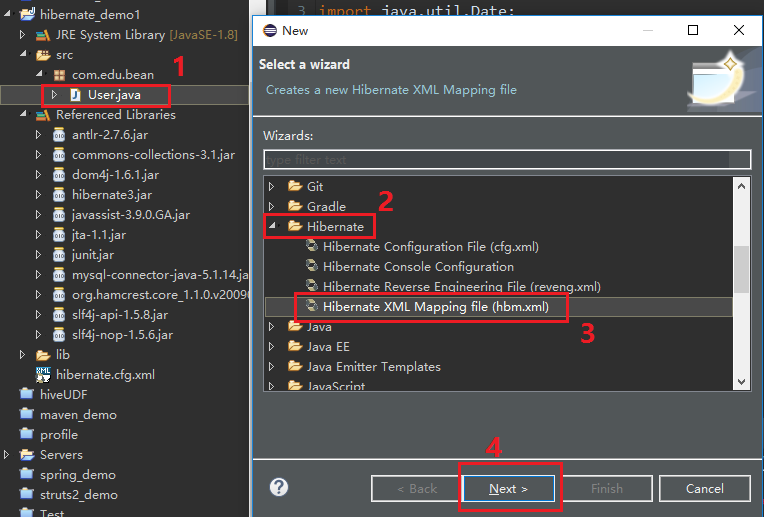 hibernate_demo1
JRE System Library [JavaSE-1.8]
src
com.edu.bean
User.java
Referenced Libraries
antlr-2.7.6.jar
commons-collections-3.1.jar
dom4j-1.6.1.jar
hibernate3.jar
javassist-3.9.0.GA.jar
jta-1.1.jar
junit.jar
mysql-connector-java-5.1.14.ja
org.hamcrest.core_1.1.0.v20090
slf4j-api-1.5.8.jar
slf4j-nop-1.5.6.jar
lib
hibernate.cfg.xml
hiveUDF
maven_demo
profile
Servers
spring_demo
struts2_demo
Test
1
3 import java.util.Date;
New
Select a wizard
Creates a new Hibernate XML Mapping file
Wizards:
type filter text
Git
Gradle
2
Hibernate
Hibernate Configuration File (cfg.xml)
Hibernate Console Configuration
Hibernate Reverse Engineering File (reveng.xml)
Hibernate XML Mapping file (hbm.xml)
3
Java
Java EE
Java Emitter Templates
JavaScript
4
?
< Back
Next >
Finish
Cancel